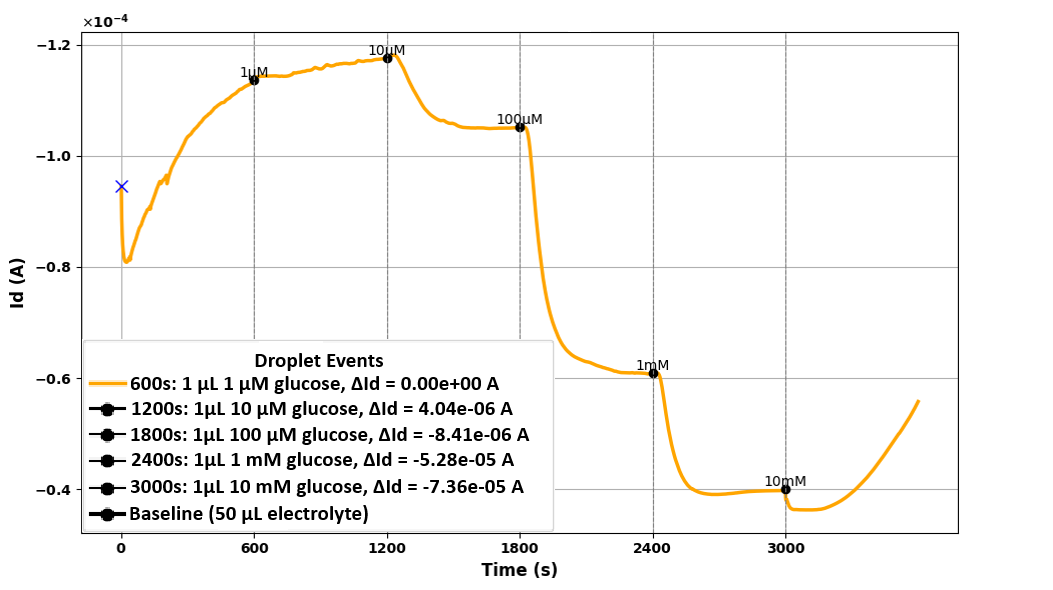 ×10⁻⁴
−1.2
−1.0
−0.8
−0.6
−0.4
Id (A)
1μM
10μM
100μM
1mM
10mM
Droplet Events
600s: 1 μL 1 μM glucose, ΔId = 0.00e+00 A
1200s: 1μL 10 μM glucose, ΔId = 4.04e-06 A
1800s: 1μL 100 μM glucose, ΔId = -8.41e-06 A
2400s: 1μL 1 mM glucose, ΔId = -5.28e-05 A
3000s: 1μL 10 mM glucose, ΔId = -7.36e-05 A
Baseline (50 μL electrolyte)
0 600 1200 1800 2400 3000
Time (s)